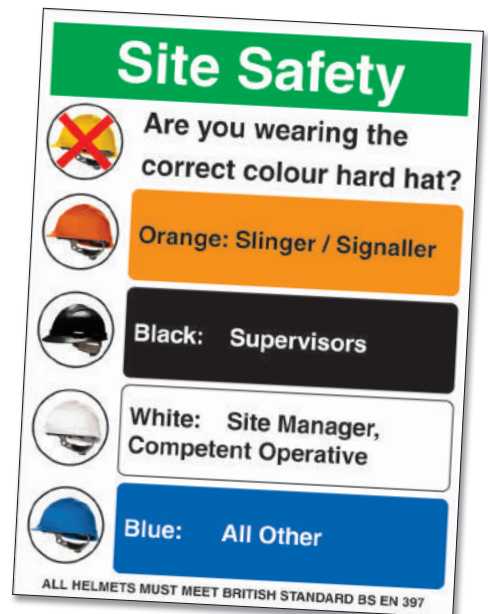 Site Safety
Are you wearing the
correct colour hard hat?
Orange: Slinger / Signaller
Black: Supervisors
White: Site Manager,
Competent Operative
Blue: All Other
ALL HELMETS MUST MEET BRITISH STANDARD BS EN 397